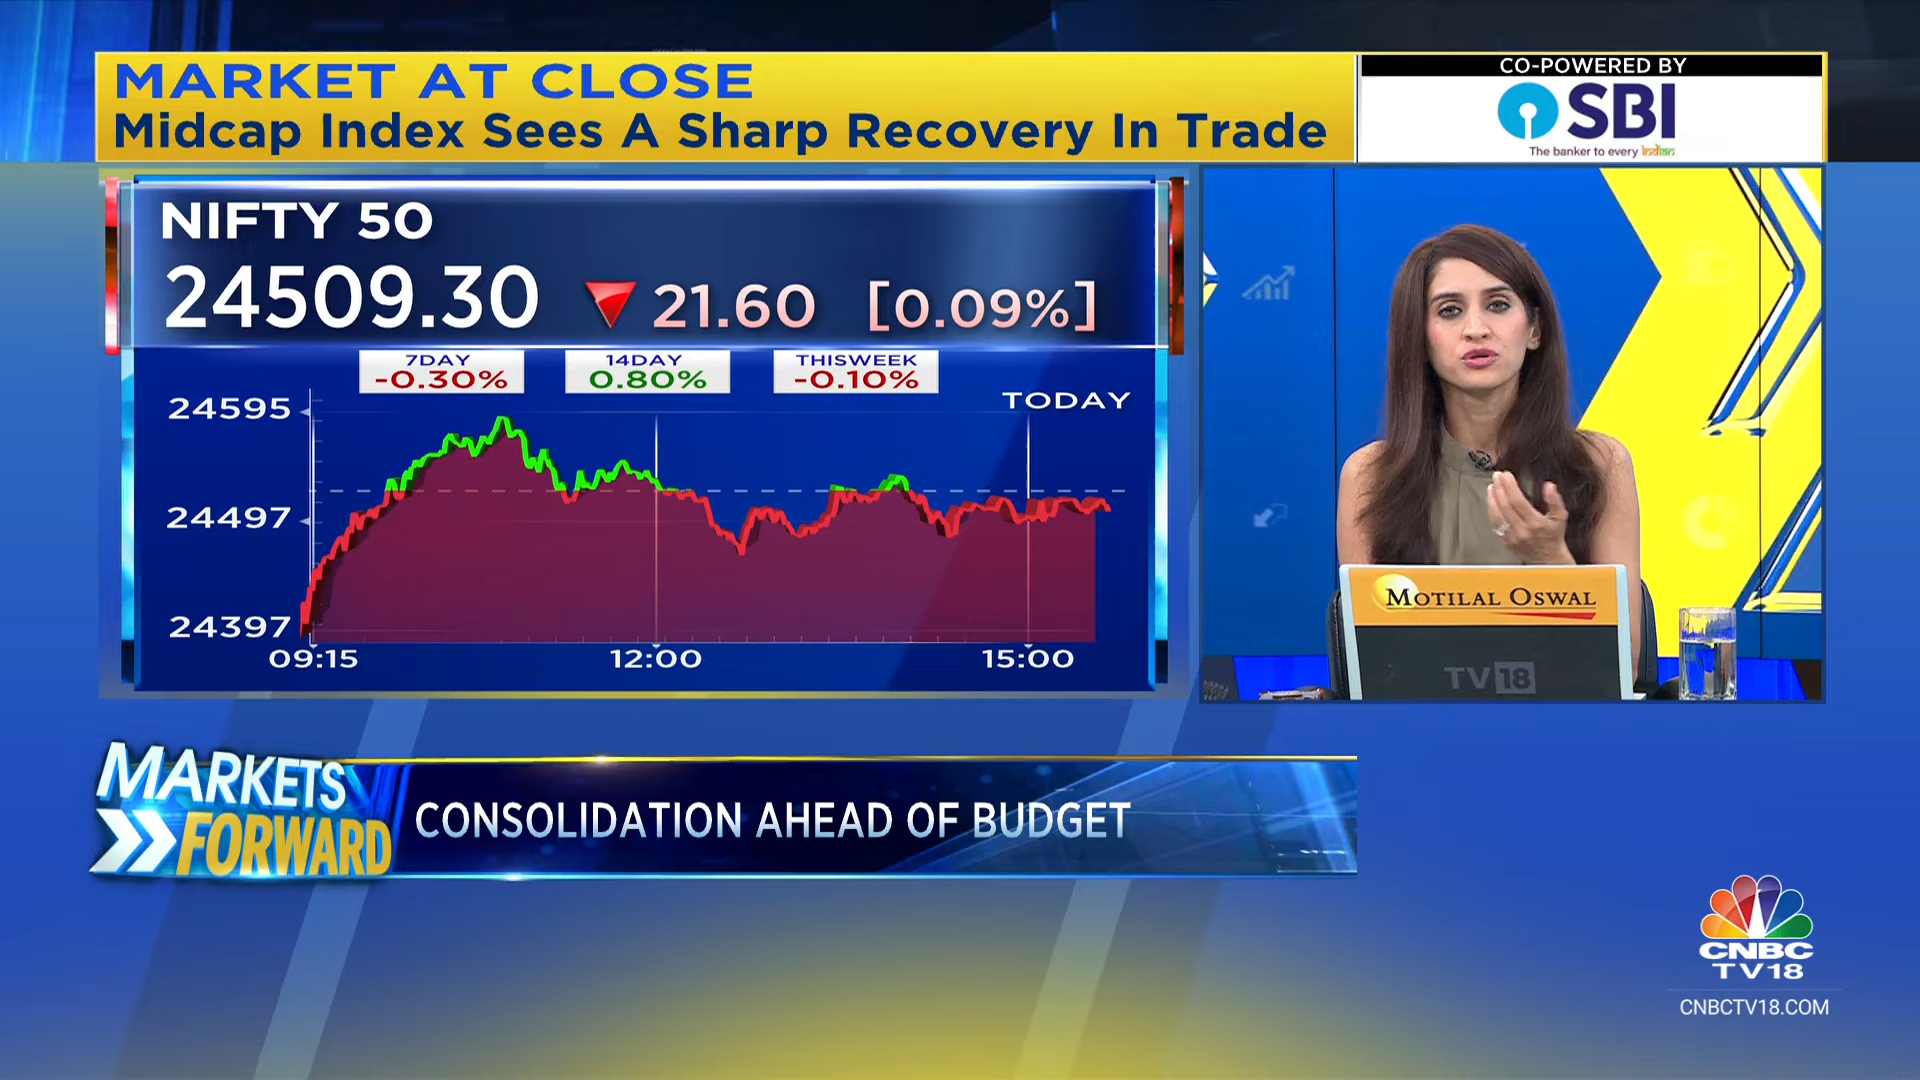 MARKET AT CLOSE
Midcap Index Sees A Sharp Recovery In Trade
CO-POWERED BY
SBI
The banker to every indian
NIFTY 50
24509.30 ▼ 21.60 [0.09%]
7DAY
-0.30%
14DAY
0.80%
THISWEEK
-0.10%
TODAY
24595
24497
24397
09:15 12:00 15:00
MOTILAL OSWAL
TV18
MARKETS
FORWARD
CONSOLIDATION AHEAD OF BUDGET
CNBC
TV18
CNBCTV18.COM